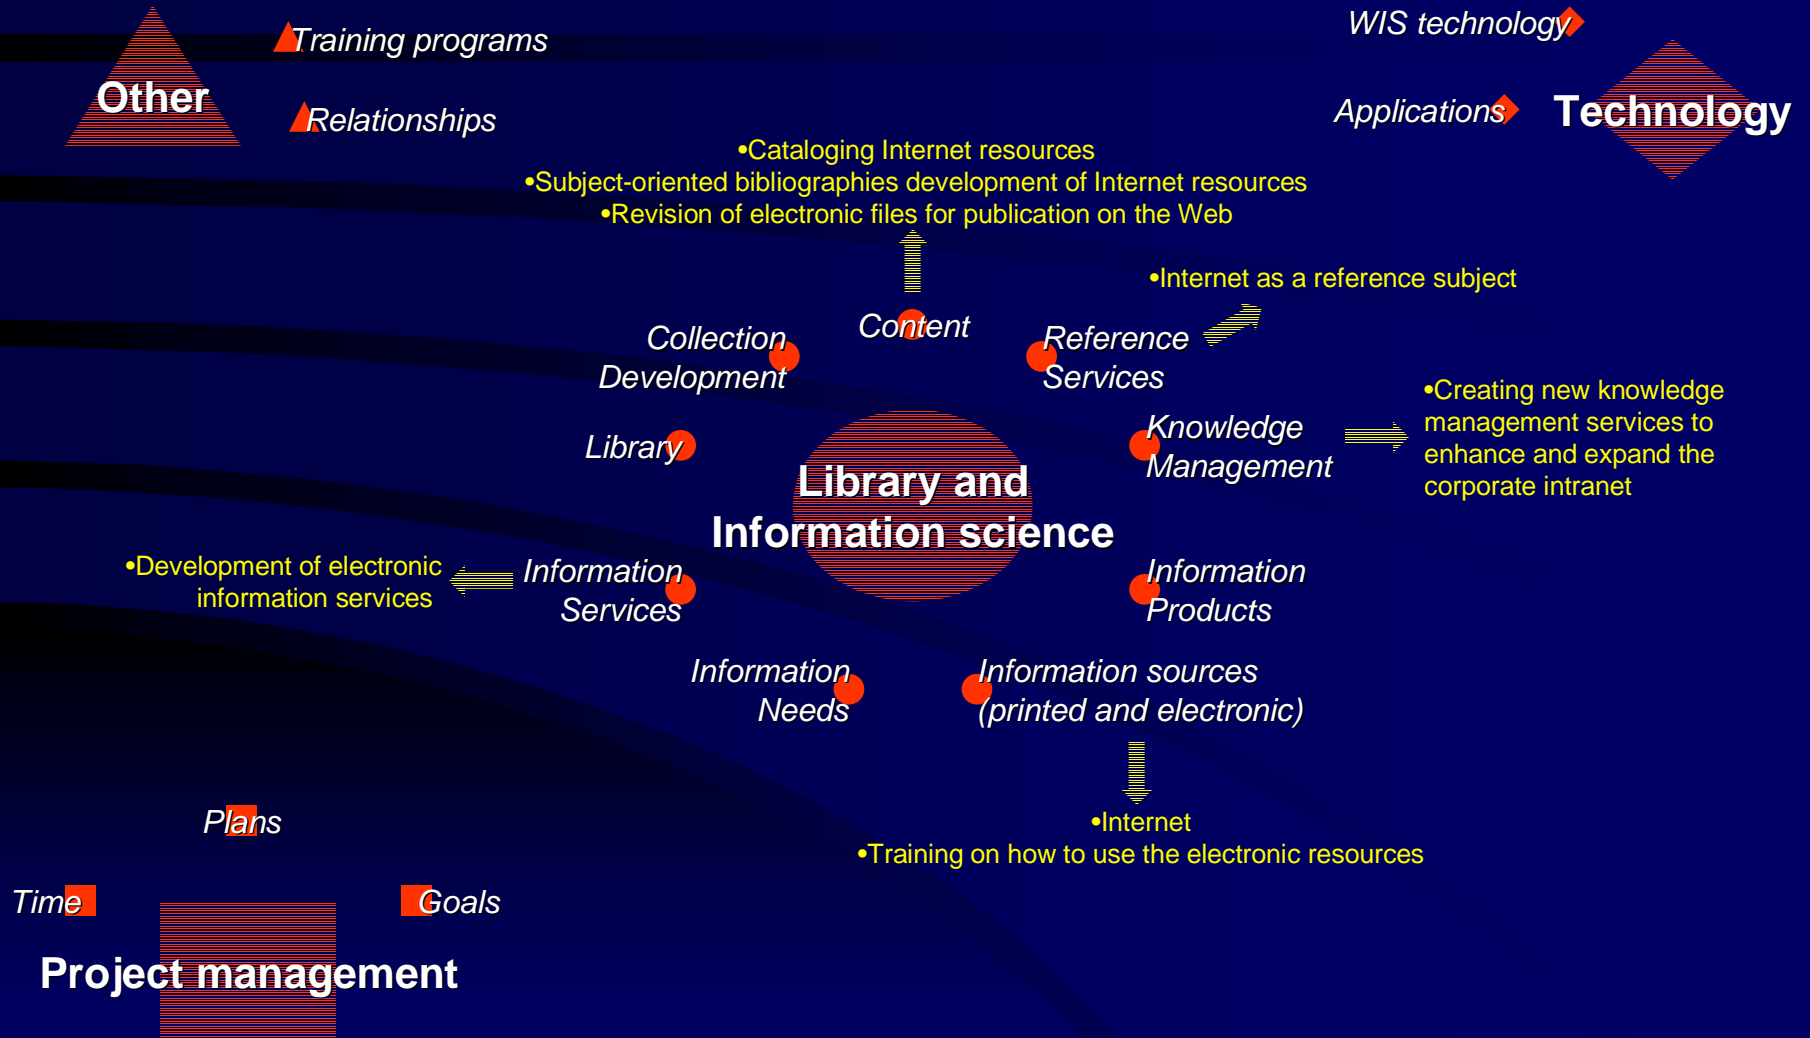 Other
Training programs
Relationships
WIS technology
Applications
Technology
•Cataloging Internet resources
•Subject-oriented bibliographies development of Internet resources
•Revision of electronic files for publication on the Web
•Internet as a reference subject
Content
Collection
Development
Reference
Services
Library
Knowledge
Management
•Creating new knowledge
management services to
enhance and expand the
corporate intranet
Library and
Information science
•Development of electronic
information services
Information
Services
Information
Products
Information
Needs
Information sources
(printed and electronic)
•Internet
•Training on how to use the electronic resources
Plans
Time
Goals
Project management